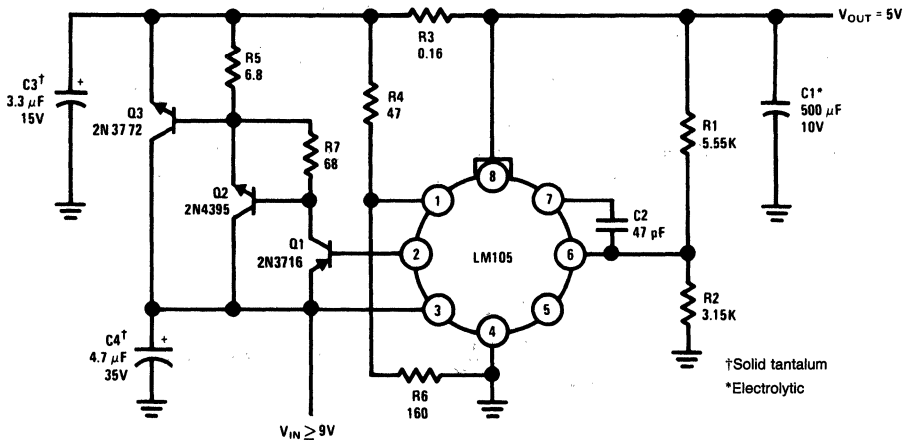 VOUT = 5V
R3
0.16
R5
6.8
C3†
3.3 µF
15V
+
Q3
2N3772
R4
47
R7
68
R1
5.55K
C1*
500 µF
10V
+
Q2
2N4395
Q1
2N3716
8
1
7
2
LM105
6
3
5
4
C2
47 pF
R2
3.15K
C4†
4.7 µF
35V
+
R6
160
VIN ≥ 9V
†Solid tantalum
*Electrolytic